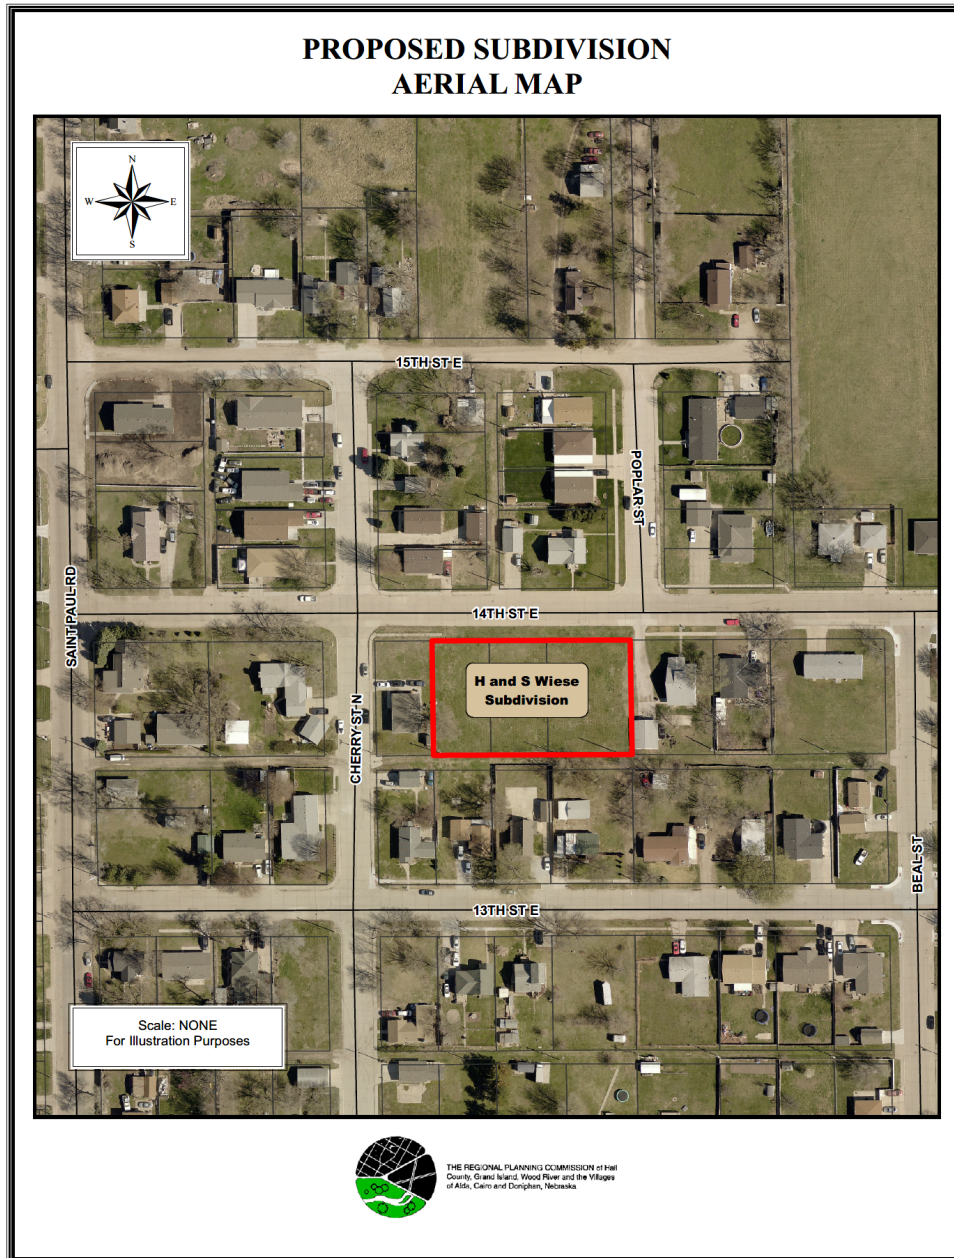 PROPOSED SUBDIVISION
AERIAL MAP
N
W
E
S
15TH ST E
POPLAR ST
SAINT PAUL RD
14TH ST E
H and S Wiese
Subdivision
CHERRY ST N
BEAL ST
13TH ST E
Scale: NONE
For Illustration Purposes
THE REGIONAL PLANNING COMMISSION of Hall
County, Grand Island, Wood River and the Villages
of Alda, Cairo and Doniphan, Nebraska.